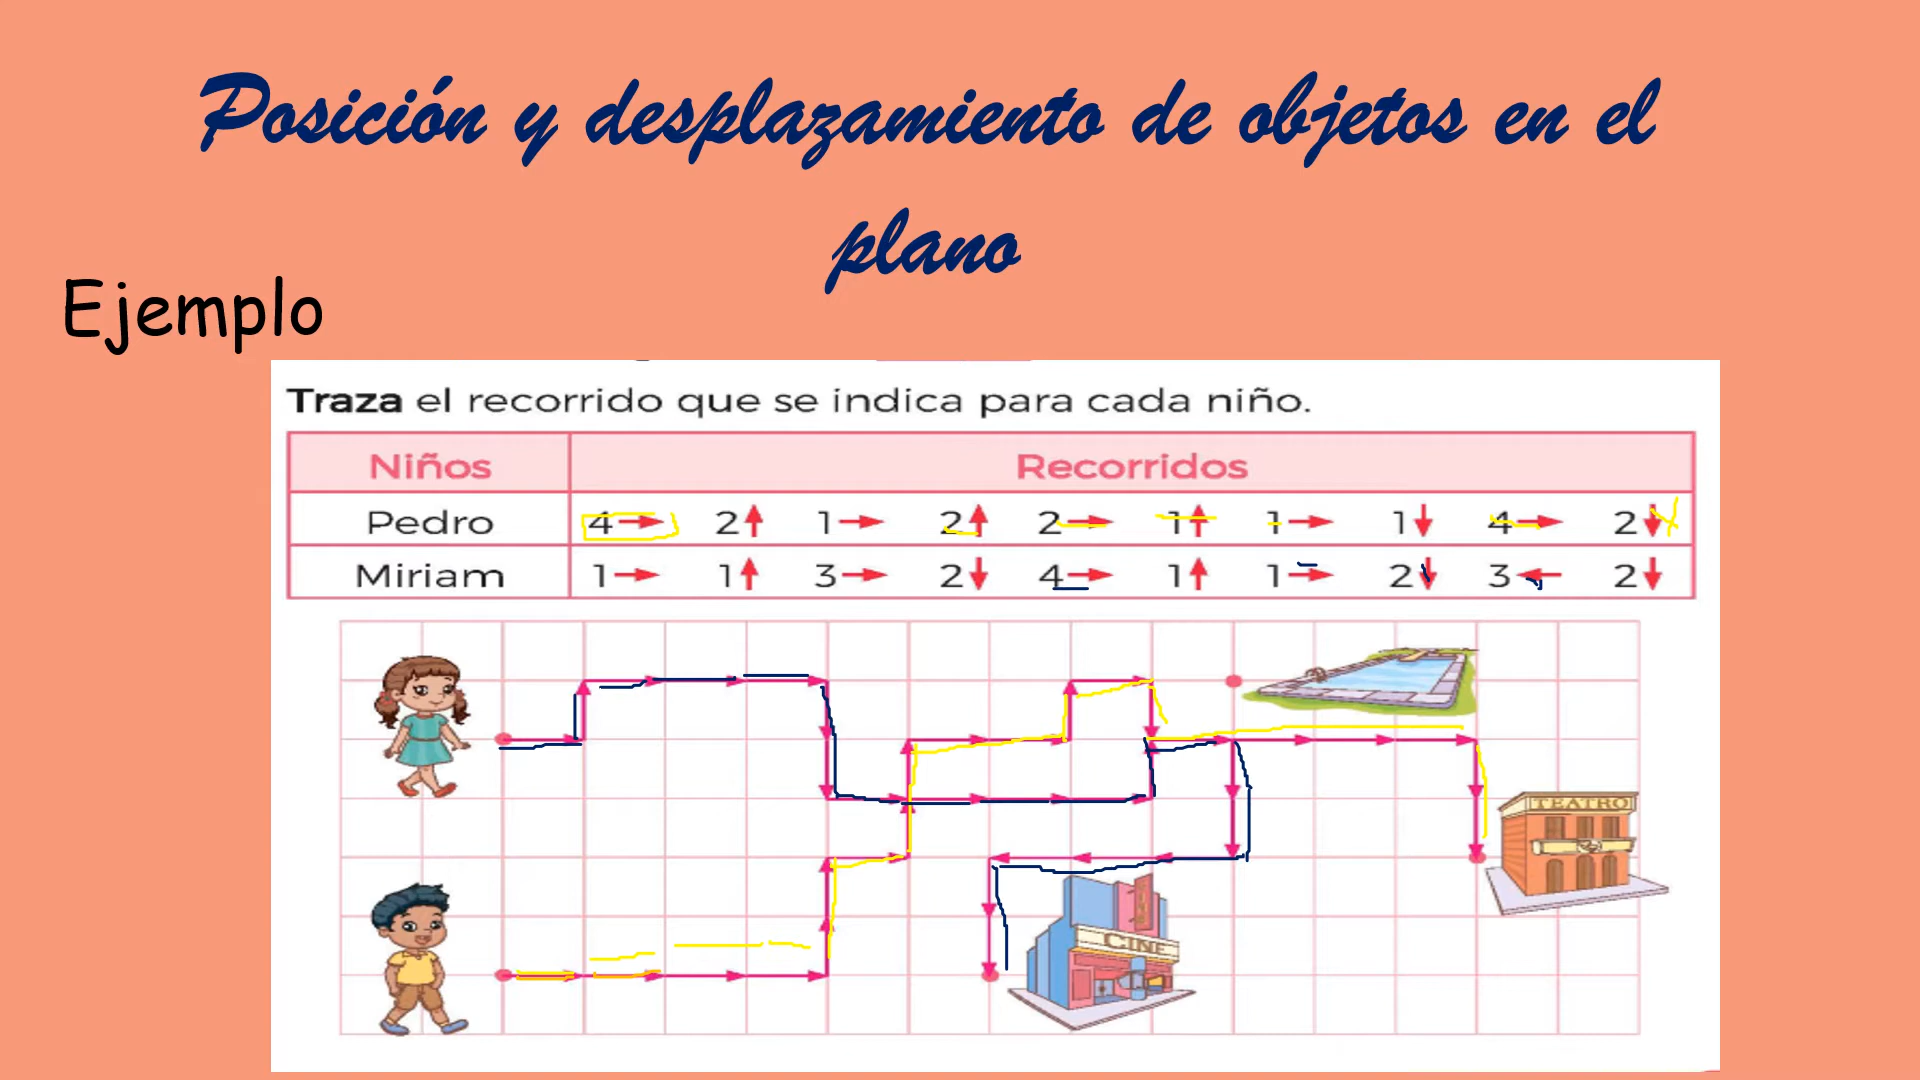 Posición y desplazamiento de objetos en el
plano
Ejemplo
Traza el recorrido que se indica para cada niño.
Niños Recorridos
Pedro 4→ 2↑ 1→ 2↑ 2→ 1↑ 1→ 1↓ 4→ 2↓
Miriam 1→ 1↑ 3→ 2↓ 4→ 1↑ 1→ 2↓ 3← 2↓
TEATRO
CINE